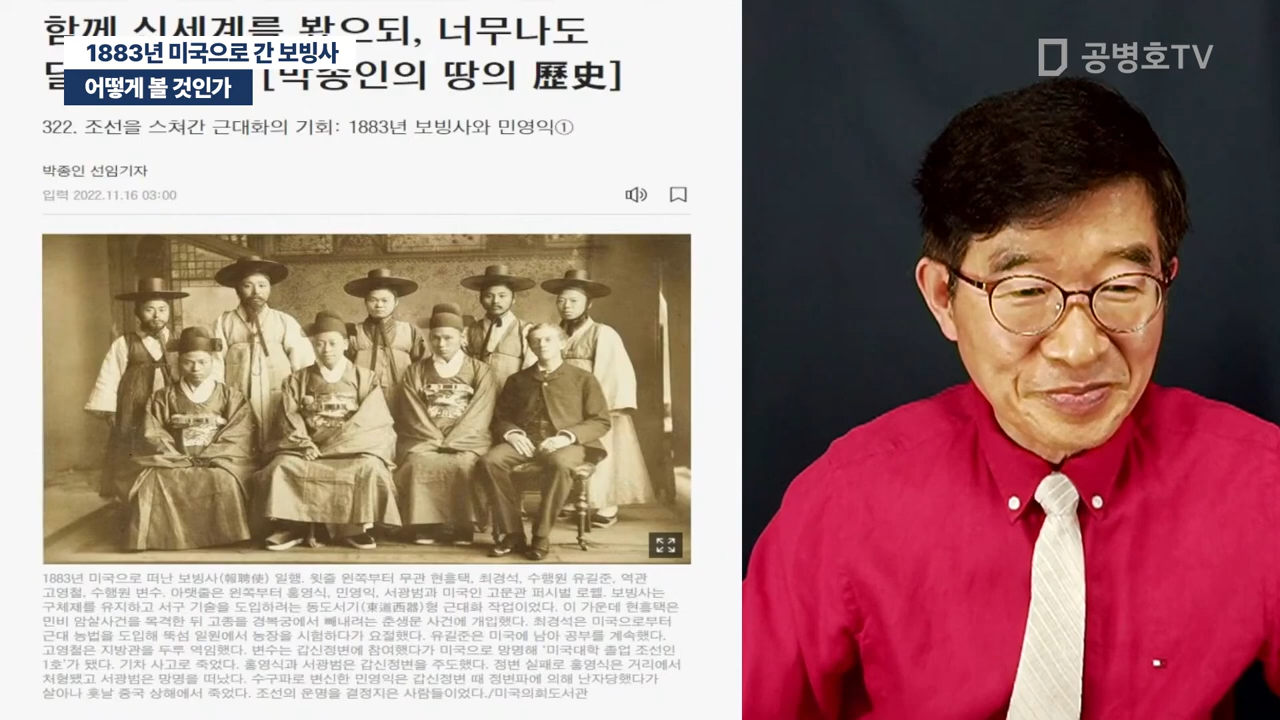 함께 신세계를 봤으되, 너무나도
1883년 미국으로 간 보빙사
어떻게 볼 것인가
[박종인의 땅의 歷史]
공병호TV
322. 조선을 스쳐간 근대화의 기회: 1883년 보빙사와 민영익①
박종인 선임기자
입력 2022.11.16 03:00
1883년 미국으로 떠난 보빙사(報聘使) 일행. 윗줄 왼쪽부터 무관 현흥택, 최경석, 수행원 유길준, 역관
고영철, 수행원 변수. 아랫줄은 왼쪽부터 홍영식, 민영익, 서광범과 미국인 고문관 퍼시벌 로웰. 보빙사는
구체제를 유지하고 서구 기술을 도입하려는 동도서기(東道西器)형 근대화 작업이었다. 이 가운데 현흥택은
민비 암살사건을 목격한 뒤 고종을 경복궁에서 빼내려는 춘생문 사건에 개입했다. 최경석은 미국으로부터
근대 농법을 도입해 뚝섬 일원에서 농장을 시험하다가 요절했다. 유길준은 미국에 남아 공부를 계속했다.
고영철은 지방관을 두루 역임했다. 변수는 갑신정변에 참여했다가 미국으로 망명해 '미국대학 졸업 조선인
1호'가 됐다. 기차 사고로 죽었다. 홍영식과 서광범은 갑신정변을 주도했다. 정변 실패로 홍영식은 거리에서
처형됐고 서광범은 망명을 떠났다. 수구파로 변신한 민영익은 갑신정변 때 정변파에 의해 난자당했다가
살아나 훗날 중국 상해에서 죽었다. 조선의 운명을 결정지은 사람들이었다./미국의회도서관